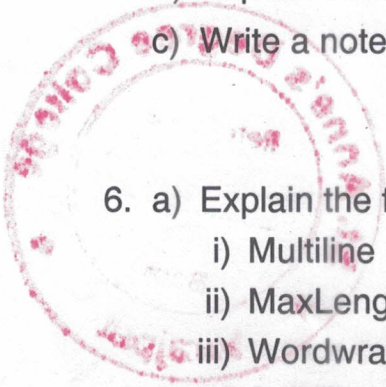 c) Write a note
6. a) Explain the
i) Multiline
ii) MaxLeng
iii) Wordwra